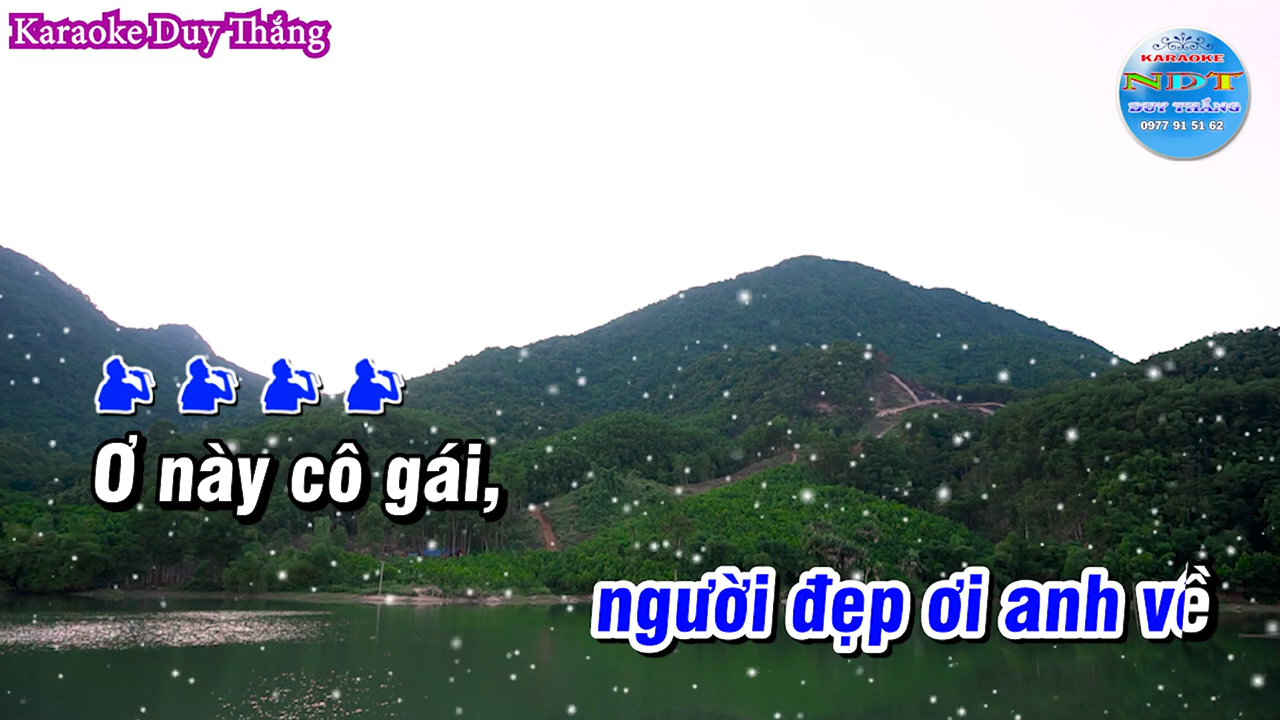 Karaoke Duy Thắng
KARAOKE
NDT
DUY THẮNG
0977 91 51 62
Ơ này cô gái,
người đẹp ơi anh về